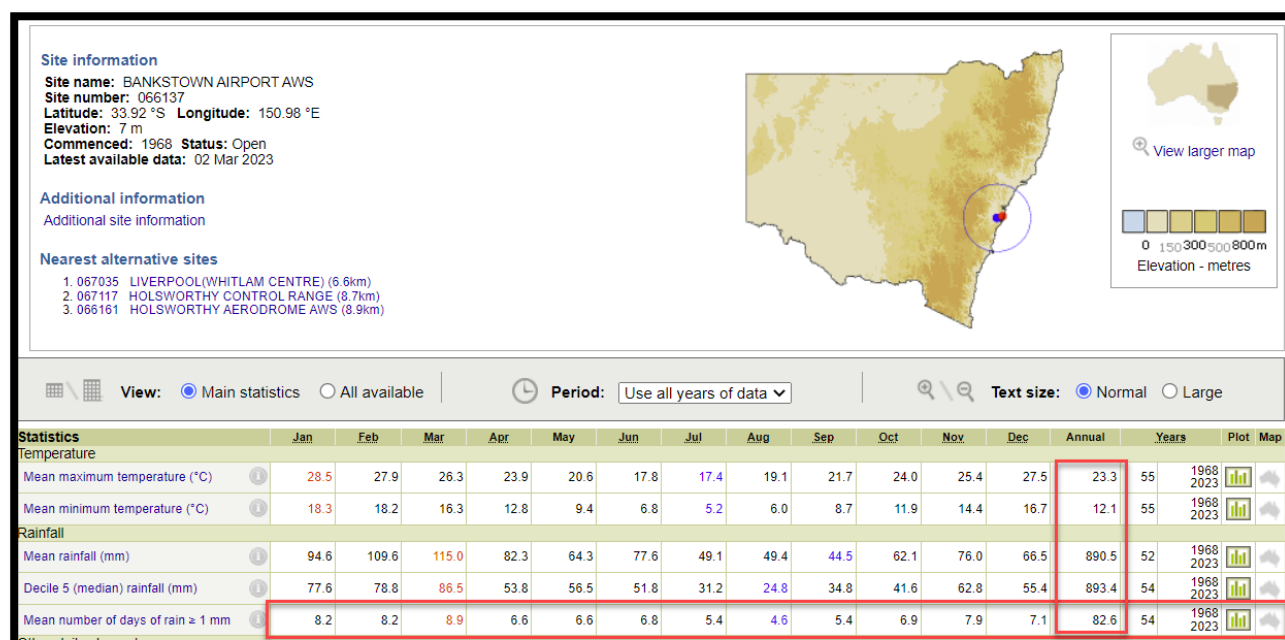 Site information
Site name: BANKSTOWN AIRPORT AWS
Site number: 066137
Latitude: 33.92 °S Longitude: 150.98 °E
Elevation: 7 m
Commenced: 1968 Status: Open
Latest available data: 02 Mar 2023
Additional information
Additional site information
Nearest alternative sites
1. 067035 LIVERPOOL(WHITLAM CENTRE) (6.6km)
2. 067117 HOLSWORTHY CONTROL RANGE (8.7km)
3. 066161 HOLSWORTHY AERODROME AWS (8.9km)
View larger map
0 150 300 500 800m
Elevation - metres
View: Main statistics All available Period: Use all years of data Text size: Normal Large
Statistics Jan Feb Mar Apr May Jun Jul Aug Sep Oct Nov Dec Annual Years Plot Map
Temperature
Mean maximum temperature (°C) 28.5 27.9 26.3 23.9 20.6 17.8 17.4 19.1 21.7 24.0 25.4 27.5 23.3 55 1968 2023
Mean minimum temperature (°C) 18.3 18.2 16.3 12.8 9.4 6.8 5.2 6.0 8.7 11.9 14.4 16.7 12.1 55 1968 2023
Rainfall
Mean rainfall (mm) 94.6 109.6 115.0 82.3 64.3 77.6 49.1 49.4 44.5 62.1 76.0 66.5 890.5 52 1968 2023
Decile 5 (median) rainfall (mm) 77.6 78.8 86.5 53.8 56.5 51.8 31.2 24.8 34.8 41.6 62.8 55.4 893.4 54 1968 2023
Mean number of days of rain ≥ 1 mm 8.2 8.2 8.9 6.6 6.6 6.8 5.4 4.6 5.4 6.9 7.9 7.1 82.6 54 1968 2023